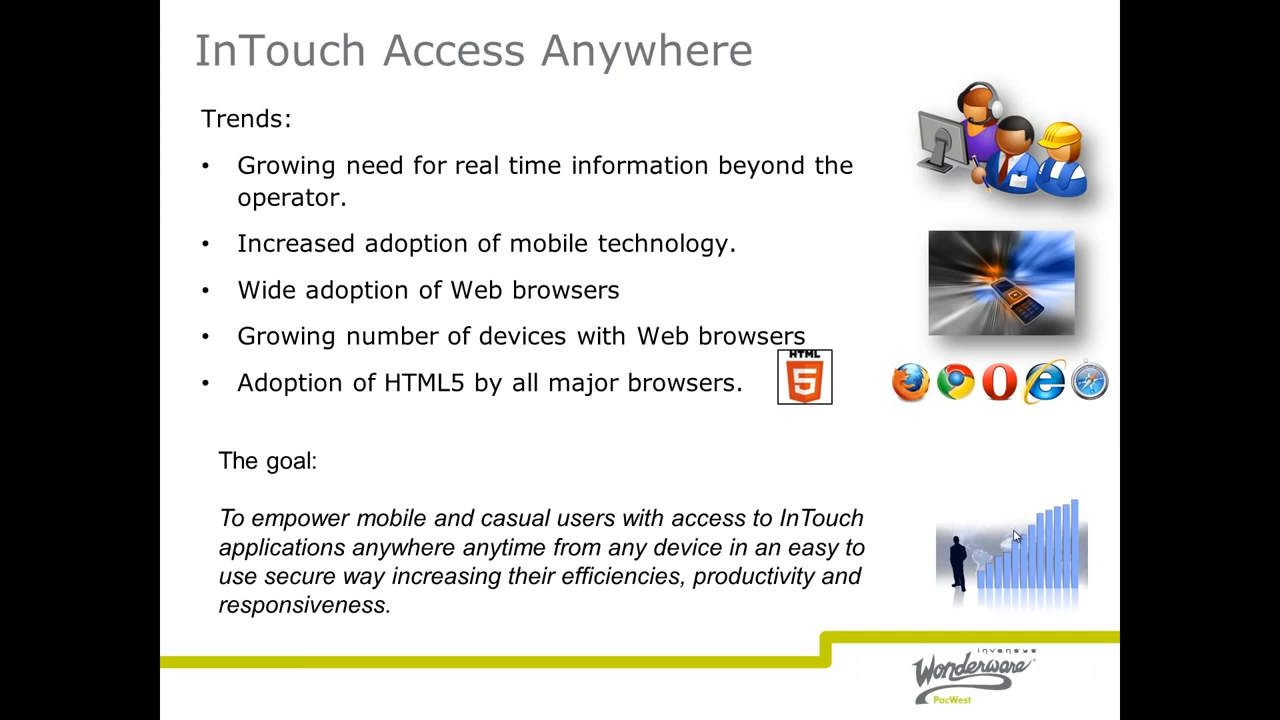 InTouch Access Anywhere
Trends:
• Growing need for real time information beyond the
operator.
• Increased adoption of mobile technology.
• Wide adoption of Web browsers
• Growing number of devices with Web browsers
• Adoption of HTML5 by all major browsers.
HTML
5
The goal:
To empower mobile and casual users with access to InTouch
applications anywhere anytime from any device in an easy to
use secure way increasing their efficiencies, productivity and
responsiveness.
invensys
Wonderware
PacWest